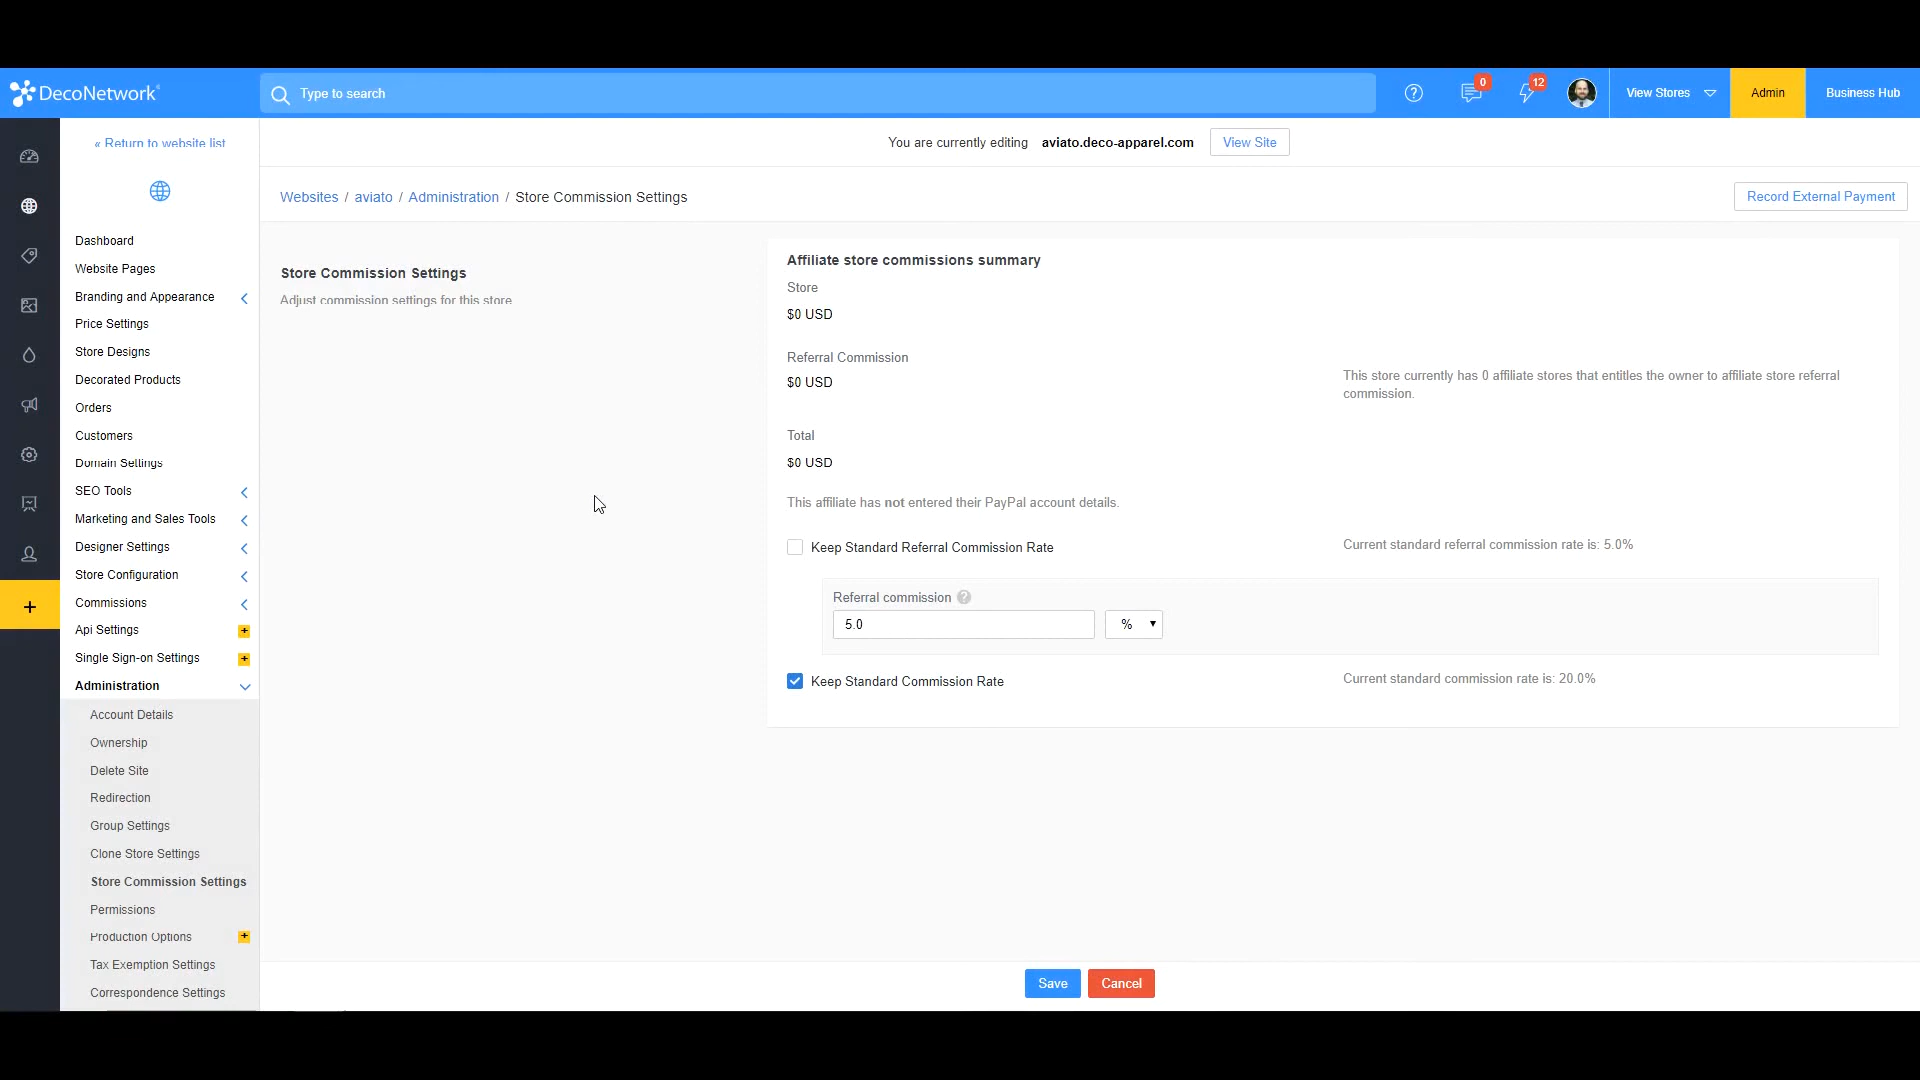 DecoNetwork
Type to search
0
12
View Stores
Admin
Business Hub
« Return to website list
You are currently editing aviato.deco-apparel.com
View Site
Websites / aviato / Administration / Store Commission Settings
Record External Payment
Dashboard
Website Pages
Branding and Appearance
Price Settings
Store Designs
Decorated Products
Orders
Customers
Domain Settings
SEO Tools
Marketing and Sales Tools
Designer Settings
Store Configuration
Commissions
Api Settings
Single Sign-on Settings
Administration
Account Details
Ownership
Delete Site
Redirection
Group Settings
Clone Store Settings
Store Commission Settings
Permissions
Production Options
Tax Exemption Settings
Correspondence Settings
Store Commission Settings
Adjust commission settings for this store
Affiliate store commissions summary
Store
$0 USD
Referral Commission
$0 USD
This store currently has 0 affiliate stores that entitles the owner to affiliate store referral
commission.
Total
$0 USD
This affiliate has not entered their PayPal account details.
Keep Standard Referral Commission Rate
Current standard referral commission rate is: 5.0%
Referral commission ?
5.0
%
Keep Standard Commission Rate
Current standard commission rate is: 20.0%
Save
Cancel